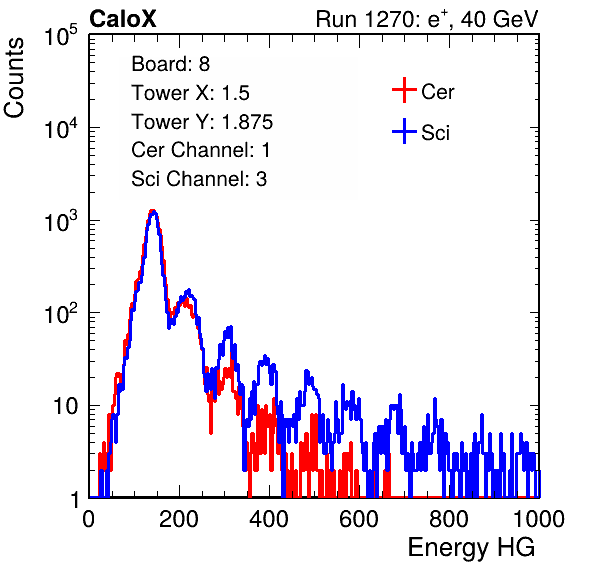 CaloX Run 1270: e⁺, 40 GeV
Board: 8
Tower X: 1.5
Tower Y: 1.875
Cer Channel: 1
Sci Channel: 3
Cer
Sci
Counts
10⁵
10⁴
10³
10²
10
1
0 200 400 600 800 1000
Energy HG